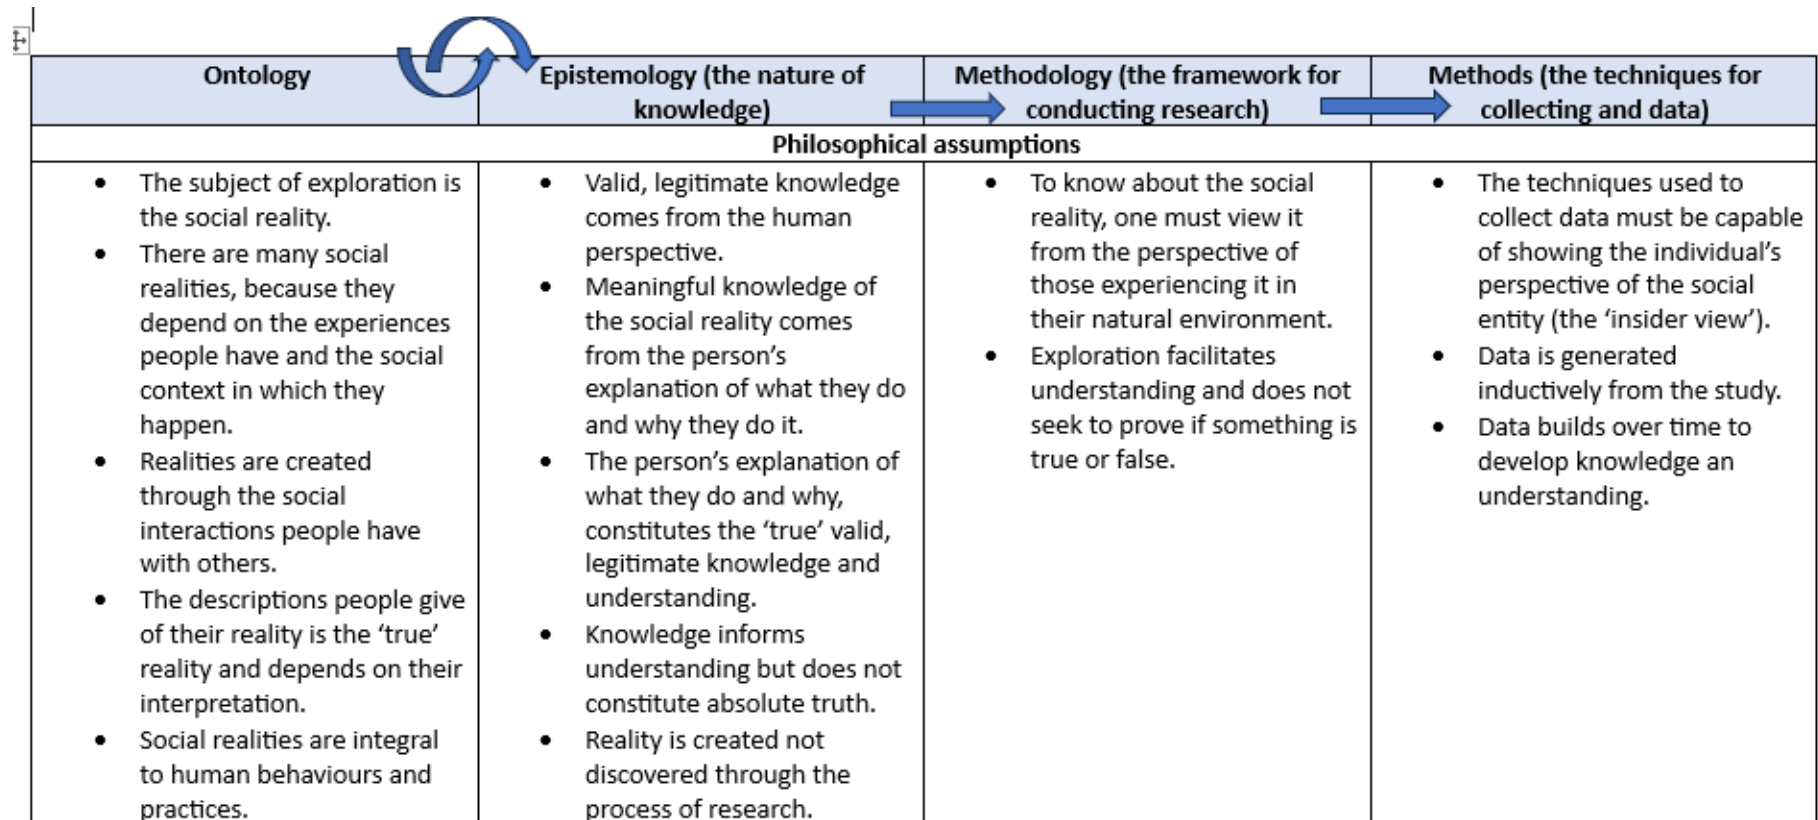 Ontology
Epistemology (the nature of
knowledge)
Methodology (the framework for
conducting research)
Methods (the techniques for
collecting and data)
Philosophical assumptions
• The subject of exploration is
the social reality.
• There are many social
realities, because they
depend on the experiences
people have and the social
context in which they
happen.
• Realities are created
through the social
interactions people have
with others.
• The descriptions people give
of their reality is the ‘true’
reality and depends on their
interpretation.
• Social realities are integral
to human behaviours and
practices.
• Valid, legitimate knowledge
comes from the human
perspective.
• Meaningful knowledge of
the social reality comes
from the person’s
explanation of what they do
and why they do it.
• The person’s explanation of
what they do and why,
constitutes the ‘true’ valid,
legitimate knowledge and
understanding.
• Knowledge informs
understanding but does not
constitute absolute truth.
• Reality is created not
discovered through the
process of research.
• To know about the social
reality, one must view it
from the perspective of
those experiencing it in
their natural environment.
• Exploration facilitates
understanding and does not
seek to prove if something is
true or false.
• The techniques used to
collect data must be capable
of showing the individual’s
perspective of the social
entity (the ‘insider view’).
• Data is generated
inductively from the study.
• Data builds over time to
develop knowledge an
understanding.